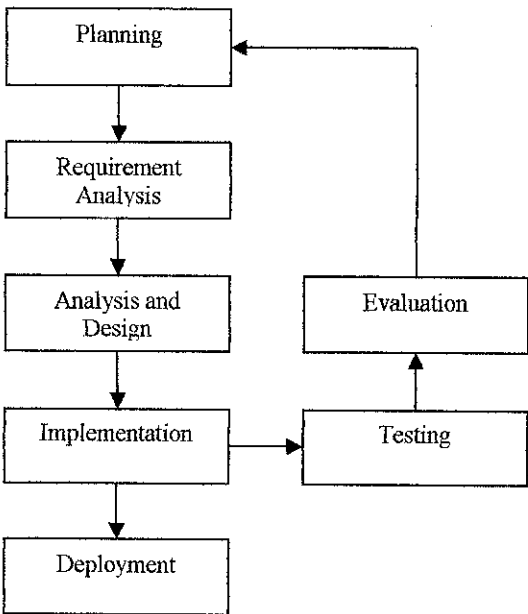 Planning
Requirement
Analysis
Analysis and
Design
Evaluation
Implementation
Testing
Deployment